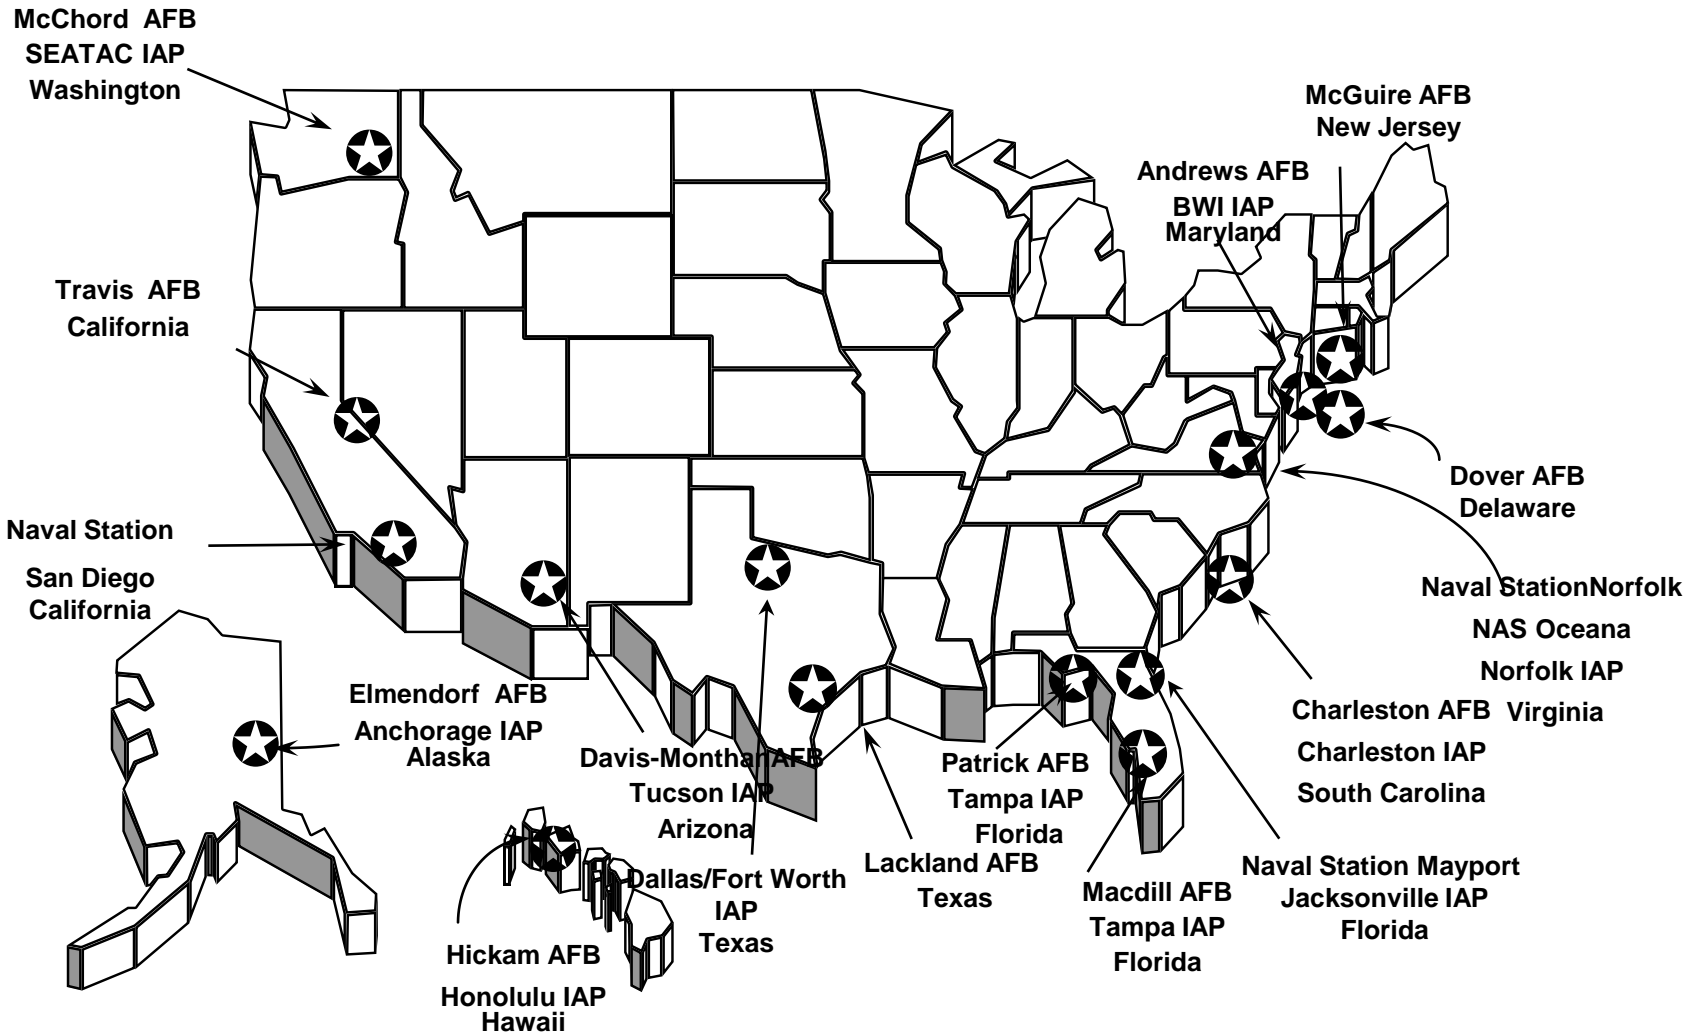 McChord AFB
SEATAC IAP
Washington
McGuire AFB
New Jersey
Andrews AFB
BWI IAP
Maryland
Travis AFB
California
Dover AFB
Delaware
Naval Station
San Diego
California
Naval StationNorfolk
NAS Oceana
Norfolk IAP
Virginia
Elmendorf AFB
Anchorage IAP
Alaska
Davis-MonthanAFB
Tucson IAP
Arizona
Patrick AFB
Tampa IAP
Florida
Charleston AFB
Charleston IAP
South Carolina
Dallas/Fort Worth
IAP
Texas
Lackland AFB
Texas
Macdill AFB
Tampa IAP
Florida
Naval Station Mayport
Jacksonville IAP
Florida
Hickam AFB
Honolulu IAP
Hawaii